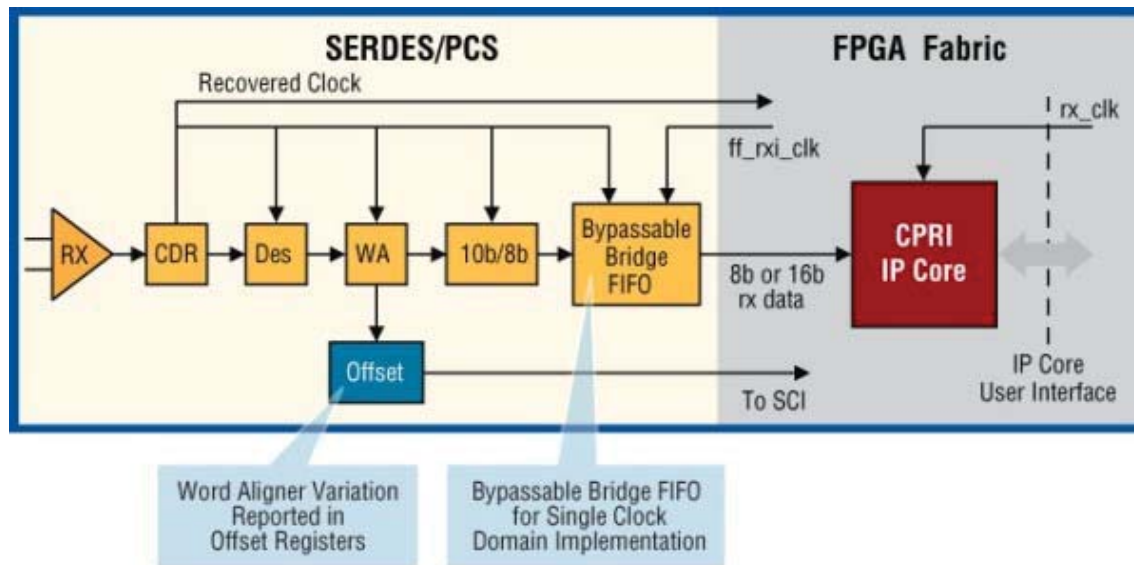 SERDES/PCS
FPGA Fabric
Recovered Clock
rx_clk
ff_rxi_clk
RX
CDR
Des
WA
10b/8b
Bypassable
Bridge
FIFO
CPRI
IP Core
8b or 16b
rx data
Offset
To SCI
IP Core
User Interface
Word Aligner Variation
Reported in
Offset Registers
Bypassable Bridge FIFO
for Single Clock
Domain Implementation